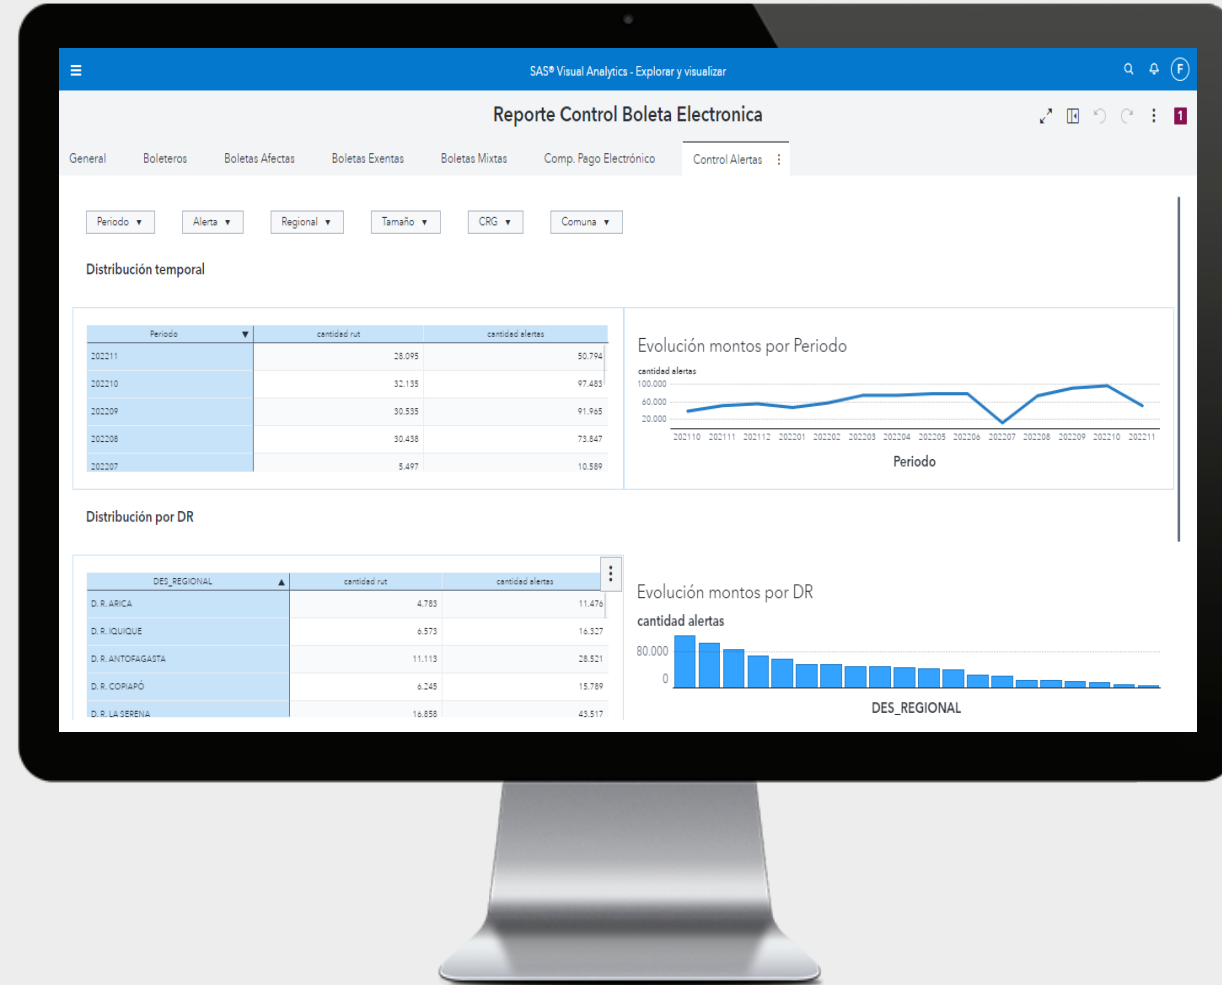 SAS® Visual Analytics - Explorar y visualizar
F
Reporte Control Boleta Electronica
1
General Boleteros Boletas Afectas Boletas Exentas Boletas Mixtas Comp. Pago Electrónico Control Alertas
Periodo Alerta Regional Tamaño CRG Comuna
Distribución temporal
Periodo cantidad rut cantidad alertas
202211 28.095 50.794
202210 32.135 97.483
202209 30.535 91.965
202208 30.438 73.847
202207 5.497 10.589
Evolución montos por Periodo
cantidad alertas
100.000
60.000
20.000
202110 202111 202112 202201 202202 202203 202204 202205 202206 202207 202208 202209 202210 202211
Periodo
Distribución por DR
DES_REGIONAL cantidad rut cantidad alertas
D. R. ARICA 4.783 11.476
D. R. IQUIQUE 6.573 16.327
D. R. ANTOFAGASTA 11.113 28.521
D. R. COPIAPÓ 6.245 15.789
D. R. LA SERENA 16.858 43.517
Evolución montos por DR
cantidad alertas
80.000
0
DES_REGIONAL